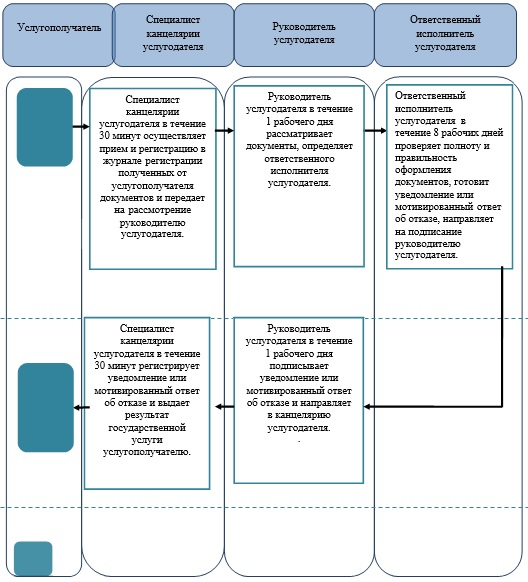 Услугополучатель
Специалист
канцелярии
услугодателя
Руководитель
услугодателя
Ответственный
исполнитель
услугодателя
Специалист
канцелярии
услугодателя в течение
30 минут осуществляет
прием и регистрацию в
журнале регистрации
полученных от
услугополучателя
документов и передает
на рассмотрение
руководителю
услугодателя.
Руководитель
услугодателя в течение
1 рабочего дня
рассматривает
документы, определяет
ответственного
исполнителя
услугодателя.
Ответственный
исполнитель
услугодателя в
течение 8 рабочих дней
проверяет полноту и
правильность
оформления
документов, готовит
уведомление или
мотивированный ответ
об отказе, направляет
на подписание
руководителю
услугодателя.
Специалист
канцелярии
услугодателя в течение
30 минут регистрирует
уведомление или
мотивированный ответ
об отказе и выдает
результат
государственной
услуги
услугополучателю.
Руководитель
услугодателя в течение
1 рабочего дня
подписывает
уведомление или
мотивированный ответ
об отказе и направляет
в канцелярию
услугодателя.
.